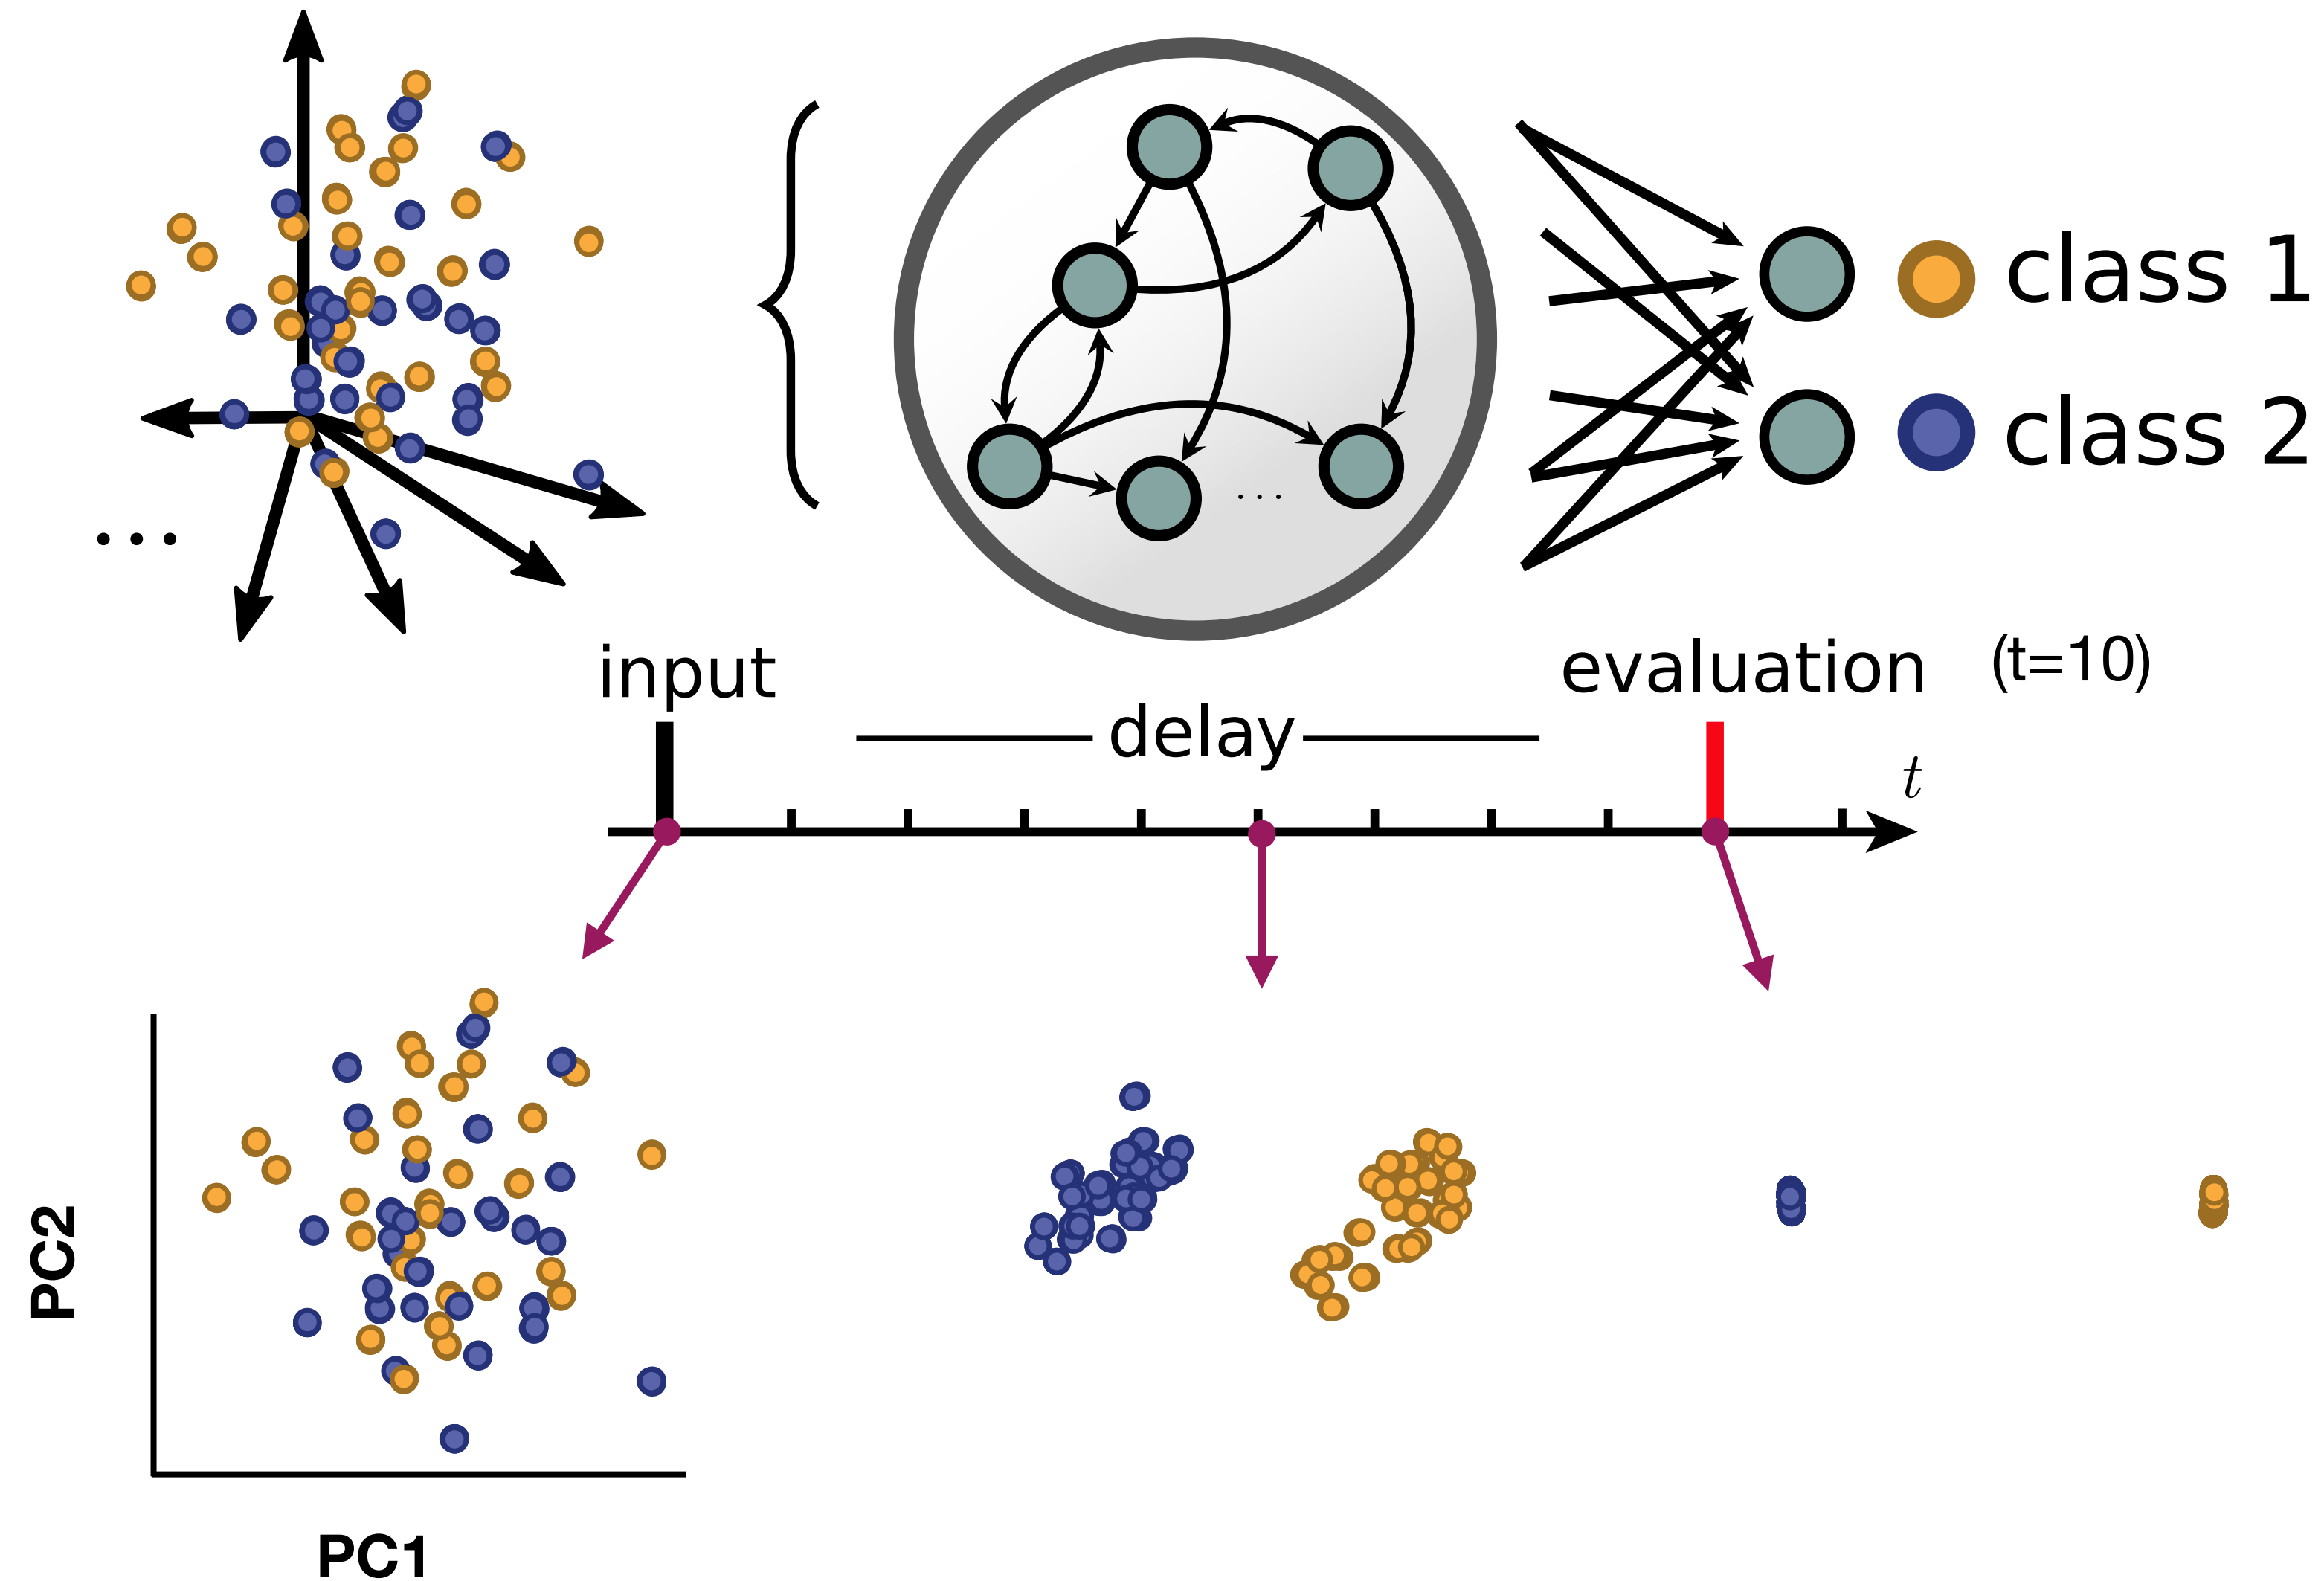 class 1
class 2
...
...
input
evaluation (t=10)
delay
t
PC2
PC1